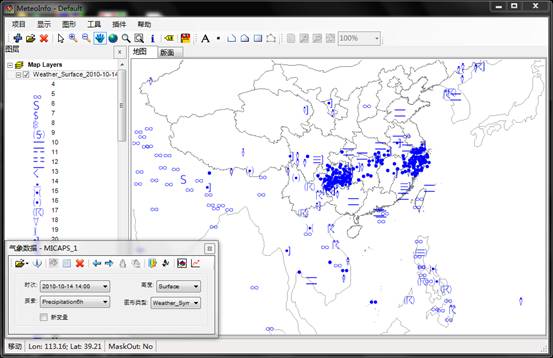 MeteoInfo - Default
项目 显示 图形 工具 插件 帮助
100%
图层
地图 版面
Map Layers
Weather_Surface_2010-10-14
4
5
6
7
8
9
10
11
12
13
14
15
16
17
18
19
气象数据 - MICAPS_1
时次: 2010-10-14 14:00 高度: Surface
要素: Precipitation6h 图形类型: Weather_Sym
新变量
移动 Lon: 113.16; Lat: 39.21 MaskOut: No